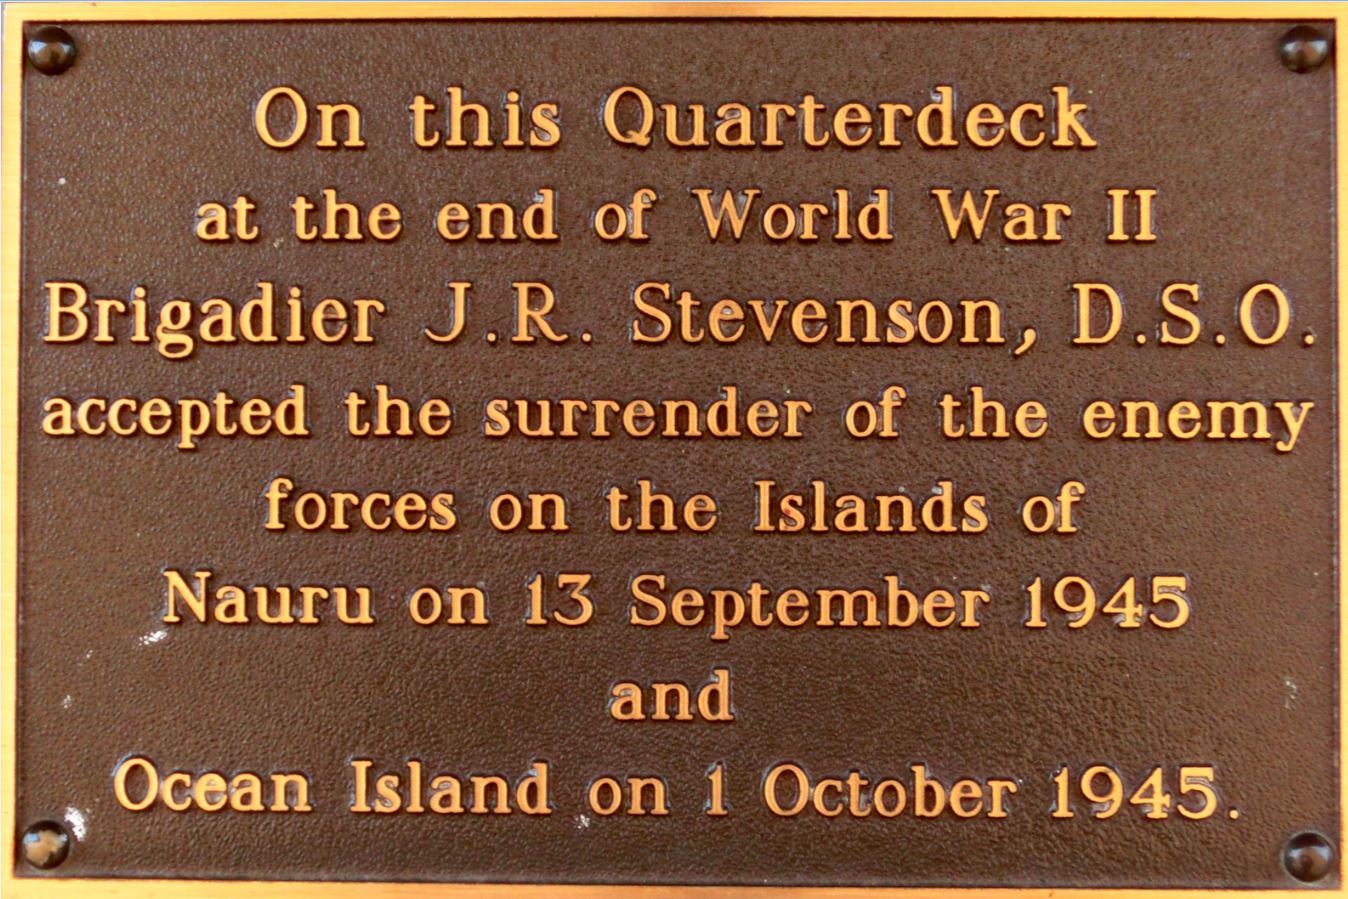 On this Quarterdeck
at the end of World War II
Brigadier J.R. Stevenson, D.S.O.
accepted the surrender of the enemy
forces on the Islands of
Nauru on 13 September 1945
and
Ocean Island on 1 October 1945.